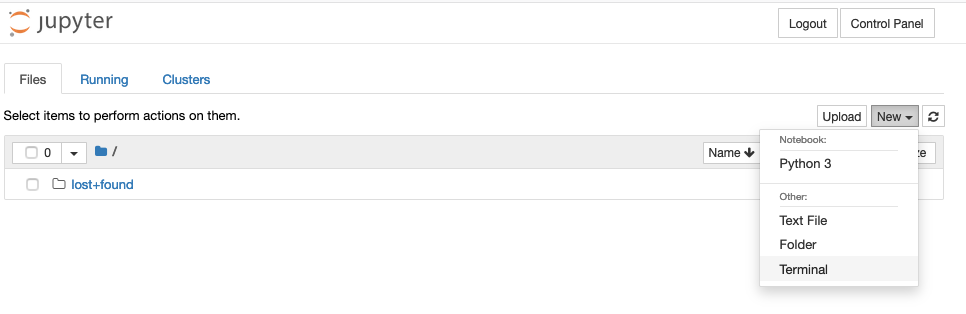 jupyter
Logout Control Panel
Files Running Clusters
Select items to perform actions on them.
Upload New
0 / Name
Notebook:
Python 3
lost+found
Other:
Text File
Folder
Terminal